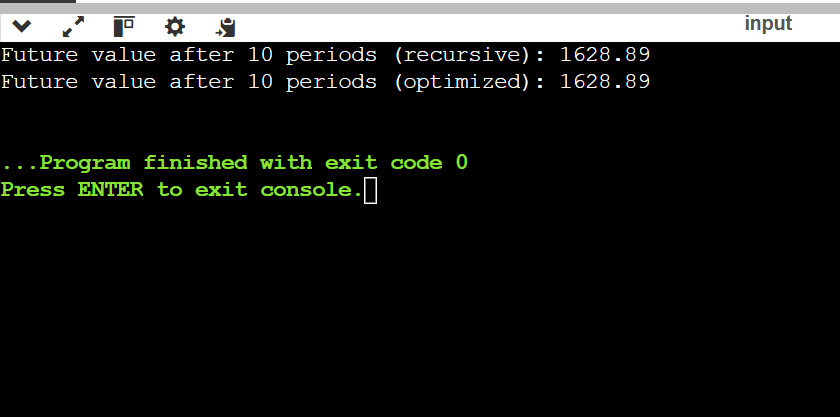 input
Future value after 10 periods (recursive): 1628.89
Future value after 10 periods (optimized): 1628.89
...Program finished with exit code 0
Press ENTER to exit console.